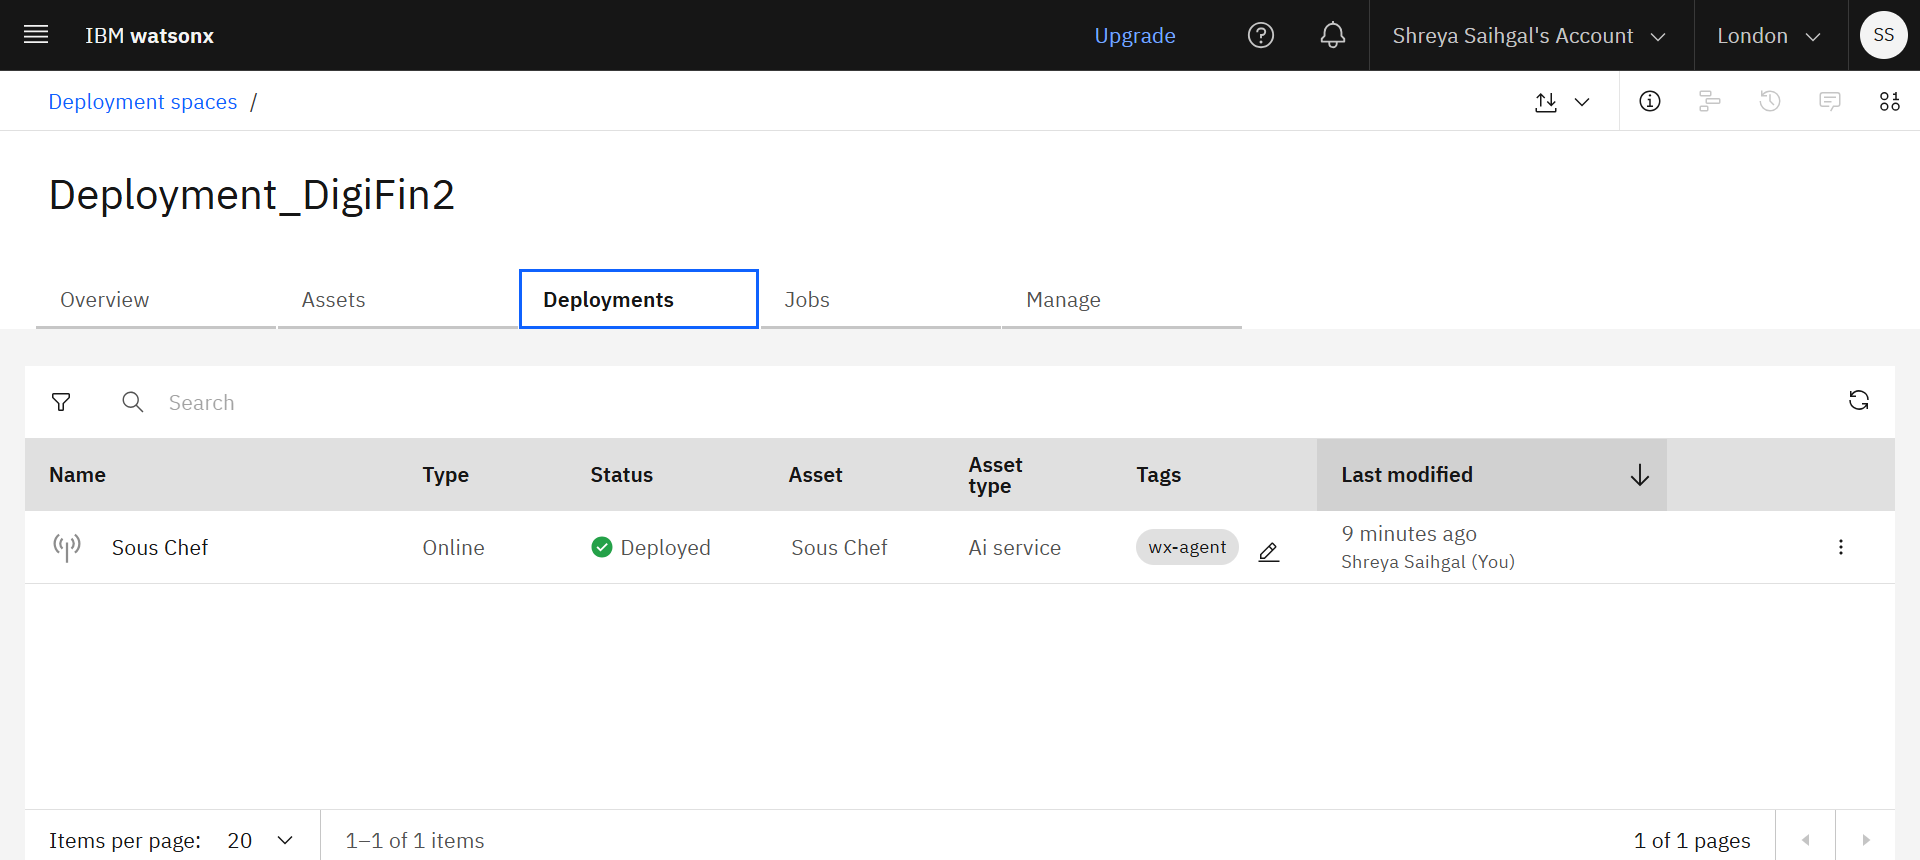 IBM watsonx
Upgrade
Shreya Saihgal's Account
London
SS
Deployment spaces /
Deployment_DigiFin2
Overview
Assets
Deployments
Jobs
Manage
Search
Name
Type
Status
Asset
Asset
type
Tags
Last modified
Sous Chef
Online
Deployed
Sous Chef
Ai service
wx-agent
9 minutes ago
Shreya Saihgal (You)
Items per page: 20
1–1 of 1 items
1 of 1 pages